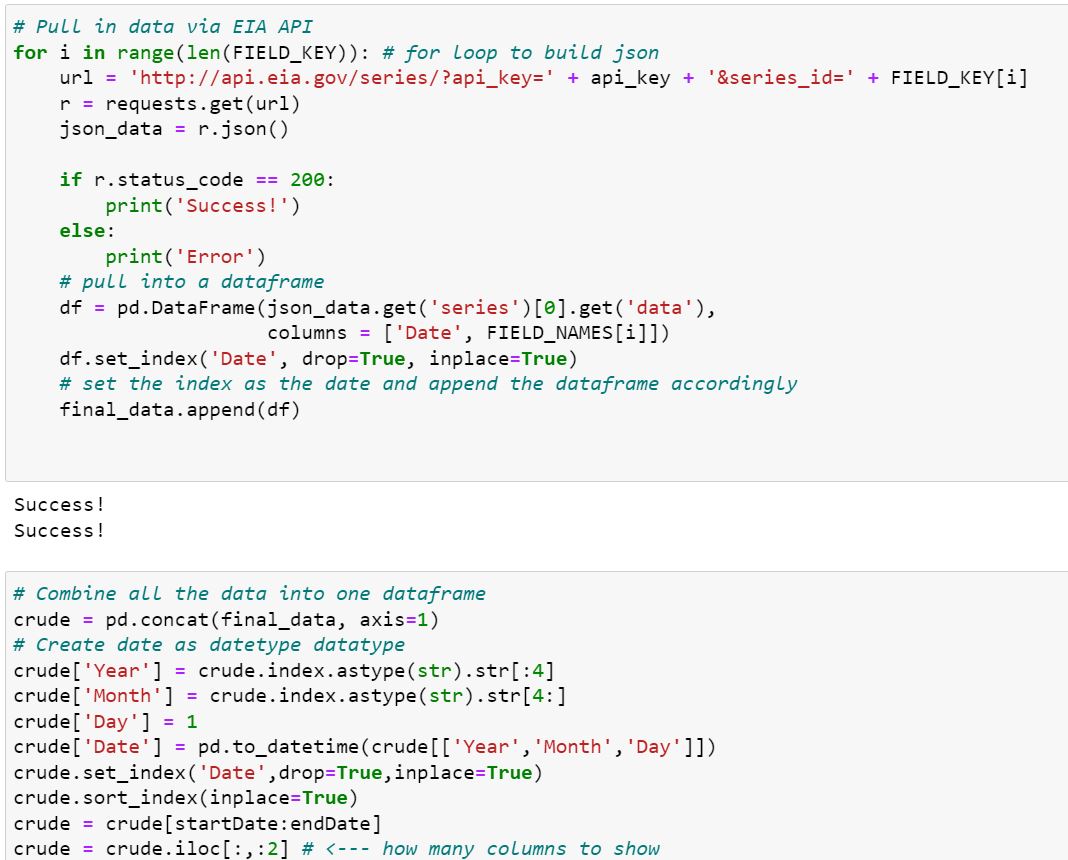 # Pull in data via EIA API
for i in range(len(FIELD_KEY)): # for loop to build json
    url = 'http://api.eia.gov/series/?api_key=' + api_key + '&series_id=' + FIELD_KEY[i]
    r = requests.get(url)
    json_data = r.json()

    if r.status_code == 200:
        print('Success!')
    else:
        print('Error')
    # pull into a dataframe
    df = pd.DataFrame(json_data.get('series')[0].get('data'),
                      columns = ['Date', FIELD_NAMES[i]])
    df.set_index('Date', drop=True, inplace=True)
    # set the index as the date and append the dataframe accordingly
    final_data.append(df)

Success!
Success!

# Combine all the data into one dataframe
crude = pd.concat(final_data, axis=1)
# Create date as datetype datatype
crude['Year'] = crude.index.astype(str).str[:4]
crude['Month'] = crude.index.astype(str).str[4:]
crude['Day'] = 1
crude['Date'] = pd.to_datetime(crude[['Year','Month','Day']])
crude.set_index('Date',drop=True,inplace=True)
crude.sort_index(inplace=True)
crude = crude[startDate:endDate]
crude = crude.iloc[:,:2] # <--- how many columns to show